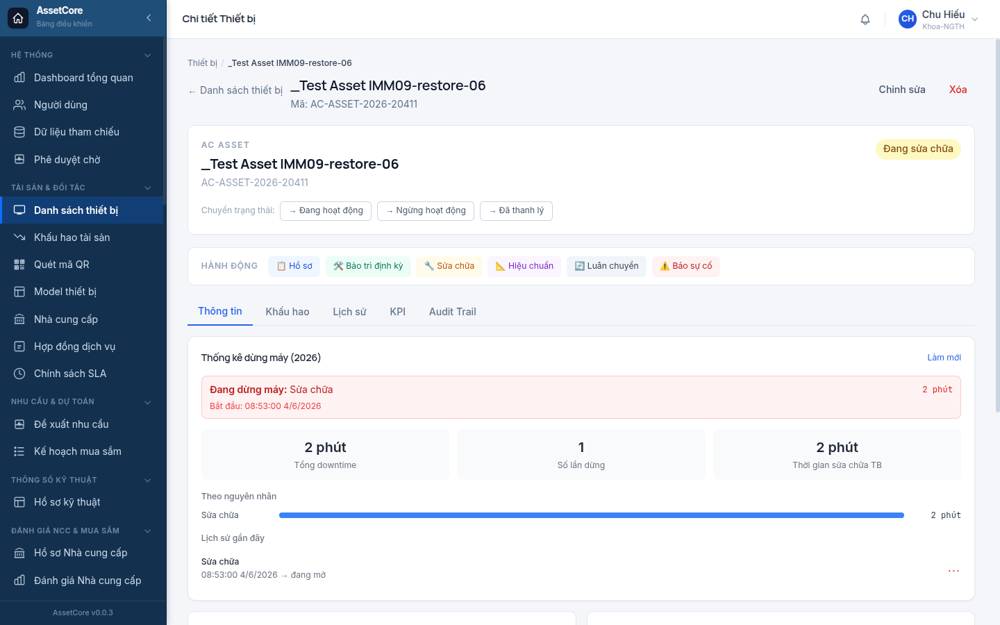 AssetCore
Bảng điều khiển
HỆ THỐNG
Dashboard tổng quan
Người dùng
Dữ liệu tham chiếu
Phê duyệt chờ
TÀI SẢN & ĐỐI TÁC
Danh sách thiết bị
Khấu hao tài sản
Quét mã QR
Model thiết bị
Nhà cung cấp
Hợp đồng dịch vụ
Chính sách SLA
NHU CẦU & DỰ TOÁN
Đề xuất nhu cầu
Kế hoạch mua sắm
THÔNG SỐ KỸ THUẬT
Hồ sơ kỹ thuật
ĐÁNH GIÁ NCC & MUA SẮM
Hồ sơ Nhà cung cấp
Đánh giá Nhà cung cấp
AssetCore v0.0.3
Chi tiết Thiết bị
CH
Chu Hiếu
Khoa-NGTH
Thiết bị / _Test Asset IMM09-restore-06
← Danh sách thiết bị
_Test Asset IMM09-restore-06
Mã: AC-ASSET-2026-20411
Chỉnh sửa
Xóa
AC ASSET
_Test Asset IMM09-restore-06
AC-ASSET-2026-20411
Đang sửa chữa
Chuyển trạng thái: → Đang hoạt động → Ngừng hoạt động → Đã thanh lý
HÀNH ĐỘNG 📋 Hồ sơ 🛠️ Bảo trì định kỳ 🔧 Sửa chữa 📐 Hiệu chuẩn 🔄 Luân chuyển ⚠️ Báo sự cố
Thông tin Khấu hao Lịch sử KPI Audit Trail
Thống kê dừng máy (2026)
Làm mới
Đang dừng máy: Sửa chữa
2 phút
Bắt đầu: 08:53:00 4/6/2026
2 phút
Tổng downtime
1
Số lần dừng
2 phút
Thời gian sửa chữa TB
Theo nguyên nhân
Sửa chữa
2 phút
Lịch sử gần đây
Sửa chữa
08:53:00 4/6/2026 → đang mở
...